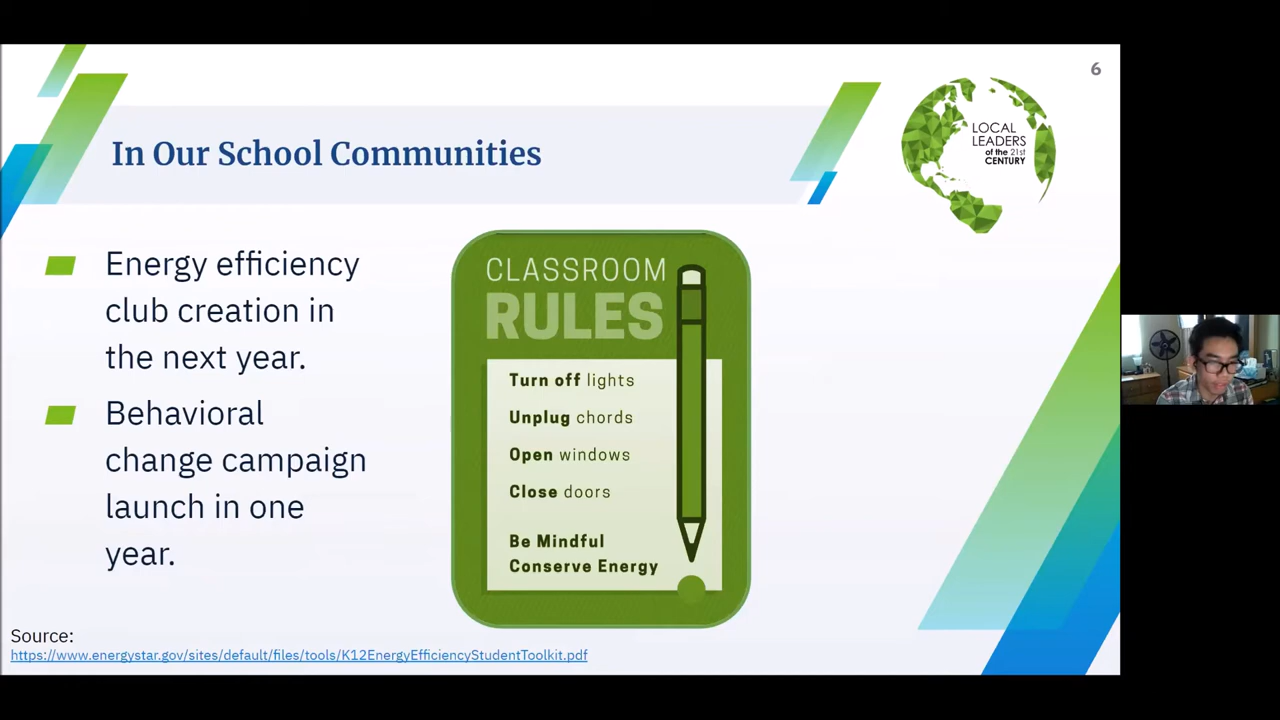 6
In Our School Communities
LOCAL
LEADERS
of the 21st
CENTURY
Energy efficiency
club creation in
the next year.
Behavioral
change campaign
launch in one
year.
CLASSROOM
RULES
Turn off lights
Unplug chords
Open windows
Close doors
Be Mindful
Conserve Energy
Source:
https://www.energystar.gov/sites/default/files/tools/K12EnergyEfficiencyStudentToolkit.pdf